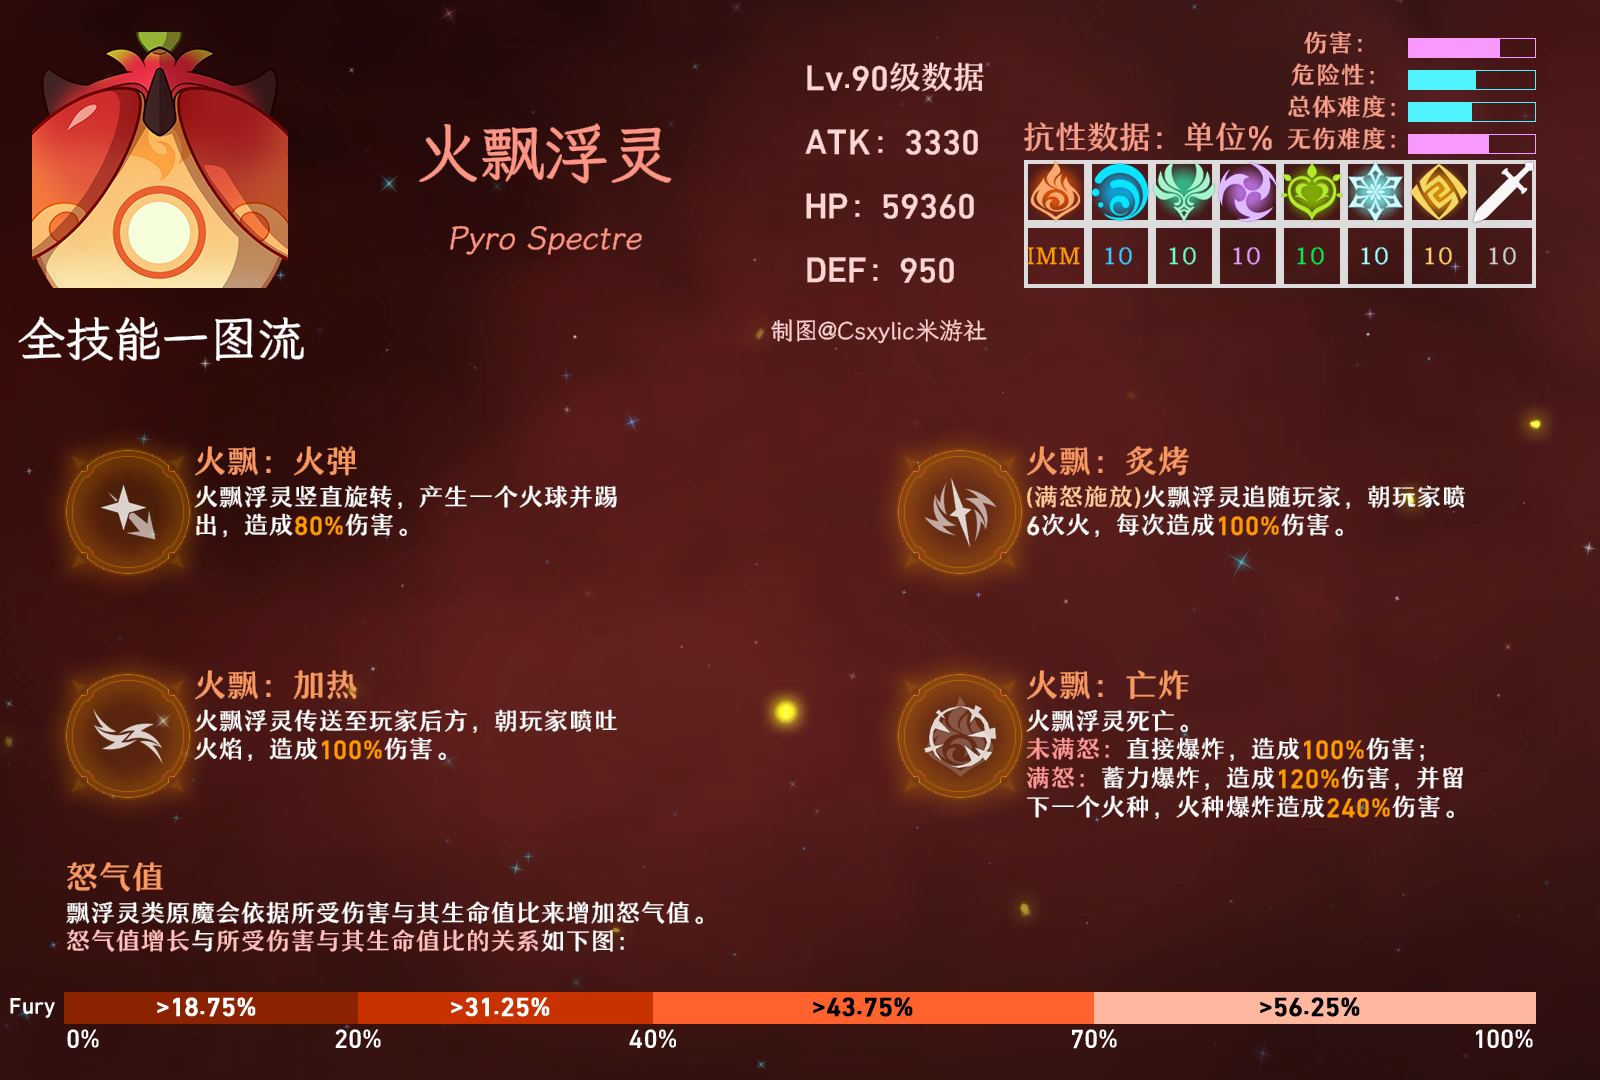 火飘浮灵
Pyro Spectre
全技能一图流
Lv.90级数据
ATK：3330
HP：59360
DEF：950
制图@Csxylic米游社
伤害：
危险性：
总体难度：
无伤难度：
抗性数据：单位%
IMM 10 10 10 10 10 10 10
火飘：火弹
火飘浮灵竖直旋转，产生一个火球并踢
出，造成80%伤害。
火飘：炙烤
(满怒施放)火飘浮灵追随玩家，朝玩家喷
6次火，每次造成100%伤害。
火飘：加热
火飘浮灵传送至玩家后方，朝玩家喷吐
火焰，造成100%伤害。
火飘：亡炸
火飘浮灵死亡。
未满怒：直接爆炸，造成100%伤害；
满怒：蓄力爆炸，造成120%伤害，并留
下一个火种，火种爆炸造成240%伤害。
怒气值
飘浮灵类原魔会依据所受伤害与其生命值比来增加怒气值。
怒气值增长与所受伤害与其生命值比的关系如下图：
Fury >18.75% >31.25% >43.75% >56.25%
0% 20% 40% 70% 100%